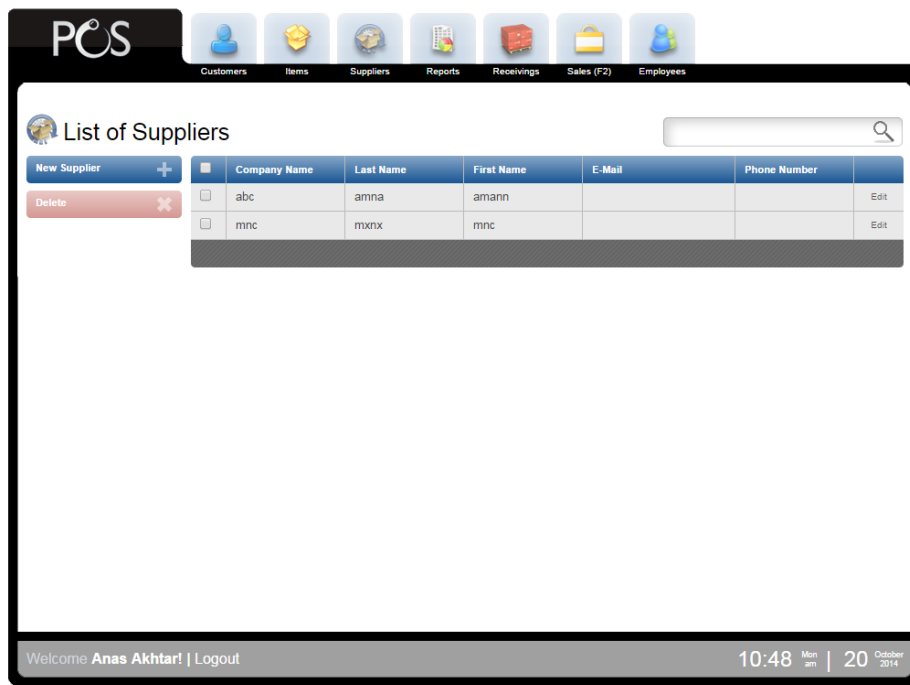 POS
Customers Items Suppliers Reports Receivings Sales (F2) Employees
List of Suppliers
New Supplier
Delete
Company Name Last Name First Name E-Mail Phone Number
abc amna amann Edit
mnc mxnx mnc Edit
Welcome Anas Akhtar! | Logout
10:48 Mon am | 20 October 2014